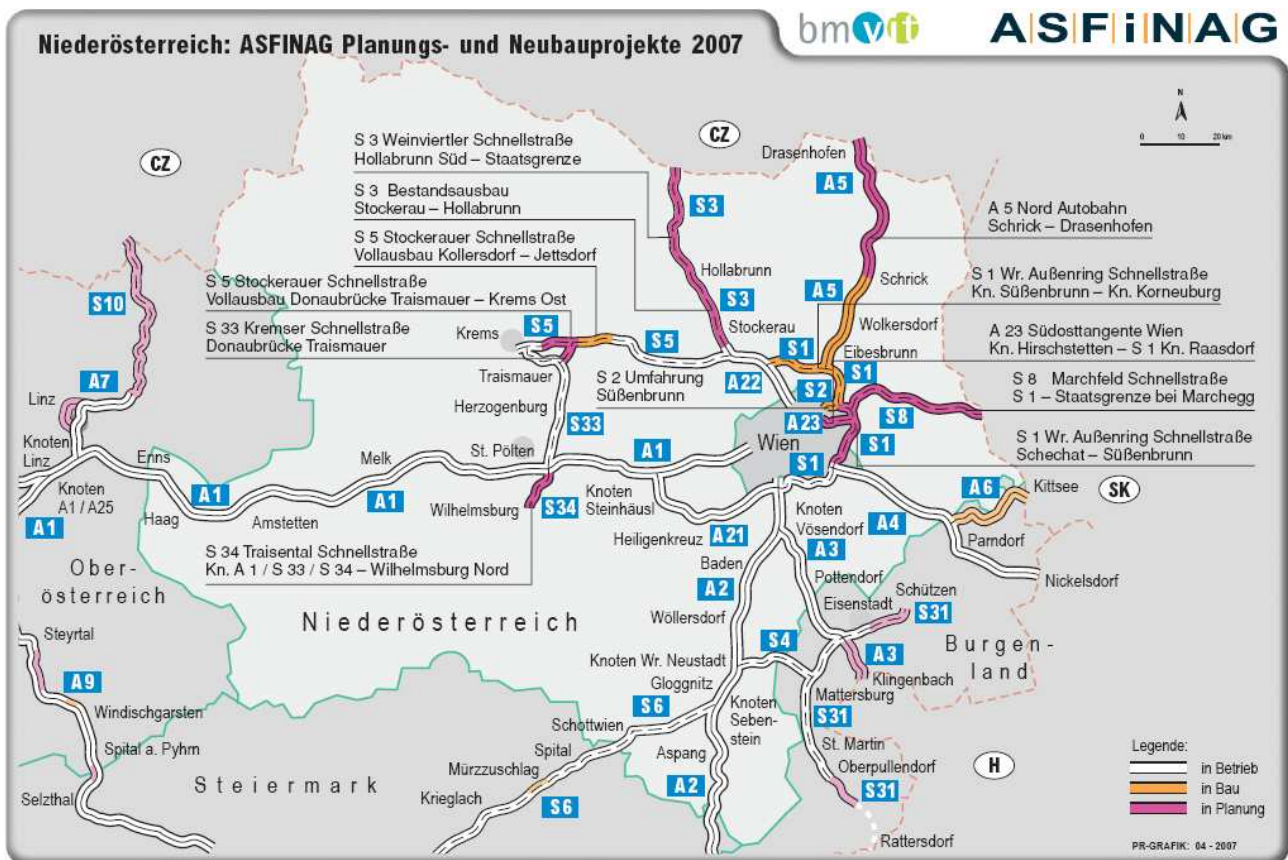 Niederösterreich: ASFINAG Planungs- und Neubauprojekte 2007
bmvit
ASFiNAG
N
0 10 20 km
CZ
CZ
S 3 Weinviertler Schnellstraße
Hollabrunn Süd – Staatsgrenze
S 3 Bestandsausbau
Stockerau – Hollabrunn
S 5 Stockerauer Schnellstraße
Vollausbau Kollersdorf – Jettsdorf
S 5 Stockerauer Schnellstraße
Vollausbau Donaubrücke Traismauer – Krems Ost
S 33 Kremser Schnellstraße
Donaubrücke Traismauer
Drasenhofen
A5
S3
A 5 Nord Autobahn
Schrick – Drasenhofen
Hollabrunn
S3
A5
Schrick
S 1 Wr. Außenring Schnellstraße
Kn. Süßenbrunn – Kn. Korneuburg
S10
Krems
S5
S5
Stockerau
S1
Wolkersdorf
Eibesbrunn
A 23 Südosttangente Wien
Kn. Hirschstetten – S 1 Kn. Raasdorf
A7
Linz
Traismauer
S 2 Umfahrung
Süßenbrunn
A22
S2
S1
S 8 Marchfeld Schnellstraße
S 1 – Staatsgrenze bei Marchegg
Herzogenburg
S33
A23
S8
Knoten
Linz
Enns
Melk
St. Pölten
A1
Wien
S1
S1
S 1 Wr. Außenring Schnellstraße
Schechat – Süßenbrunn
Knoten
A1 / A25
A1
A1
A1
Haag
Amstetten
Wilhelmsburg
S34
Knoten
Steinhäusl
A6
Kittsee
SK
Heiligenkreuz
A21
Knoten
Vösendorf
A4
Parndorf
S 34 Traisental Schnellstraße
Kn. A 1 / S 33 / S 34 – Wilhelmsburg Nord
Baden
A3
Nickelsdorf
Ober-
österreich
A2
Pottendorf
Schützen
Niederösterreich
Wöllersdorf
Eisenstadt
S31
Steyrtal
S4
Burgen-
land
A9
Knoten Wr. Neustadt
A3
Klingenbach
Gloggnitz
Mattersburg
Windischgarsten
S6
Knoten
Seben-
stein
S31
Schottwien
Spital a. Pyhrn
Spital
Aspang
St. Martin
Steiermark
Mürzzuschlag
Oberpullendorf
H
Selzthal
Krieglach
S6
A2
S31
Rattersdorf
Legende:
in Betrieb
in Bau
in Planung
PR-GRAFIK: 04 - 2007